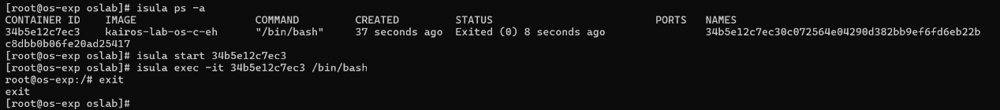 [root@os-exp oslab]# isula ps -a
CONTAINER ID    IMAGE                   COMMAND         CREATED         STATUS                          PORTS   NAMES
34b5e12c7ec3    kairos-lab-os-c-eh      "/bin/bash"     37 seconds ago  Exited (0) 8 seconds ago                34b5e12c7ec30c072564e04290d382bb9ef6fd6eb22b
c8dbb0b06fe20ad25417
[root@os-exp oslab]# isula start 34b5e12c7ec3
[root@os-exp oslab]# isula exec -it 34b5e12c7ec3 /bin/bash
root@os-exp:/# exit
exit
[root@os-exp oslab]#